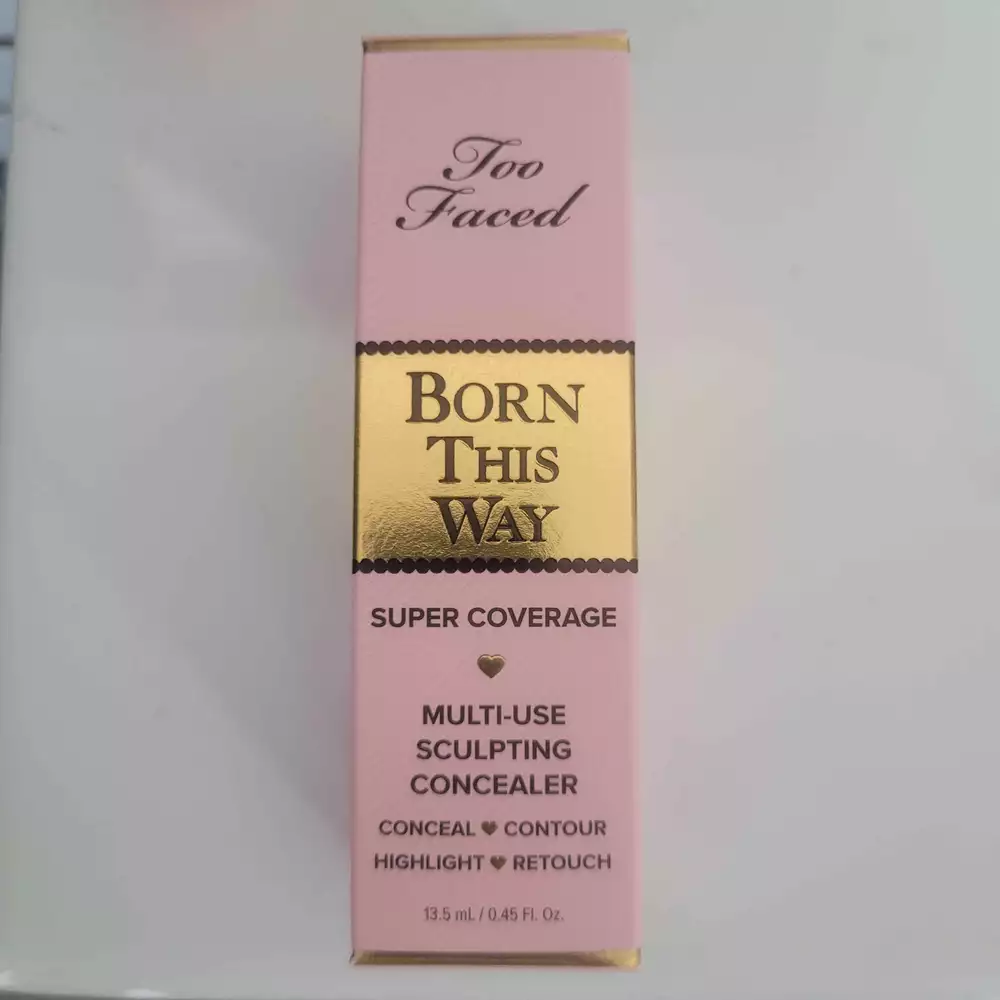 Too
Faced
BORN
THIS
WAY
SUPER COVERAGE
MULTI-USE
SCULPTING
CONCEALER
CONCEAL ♥ CONTOUR
HIGHLIGHT ♥ RETOUCH
13.5 mL / 0.45 Fl. Oz.